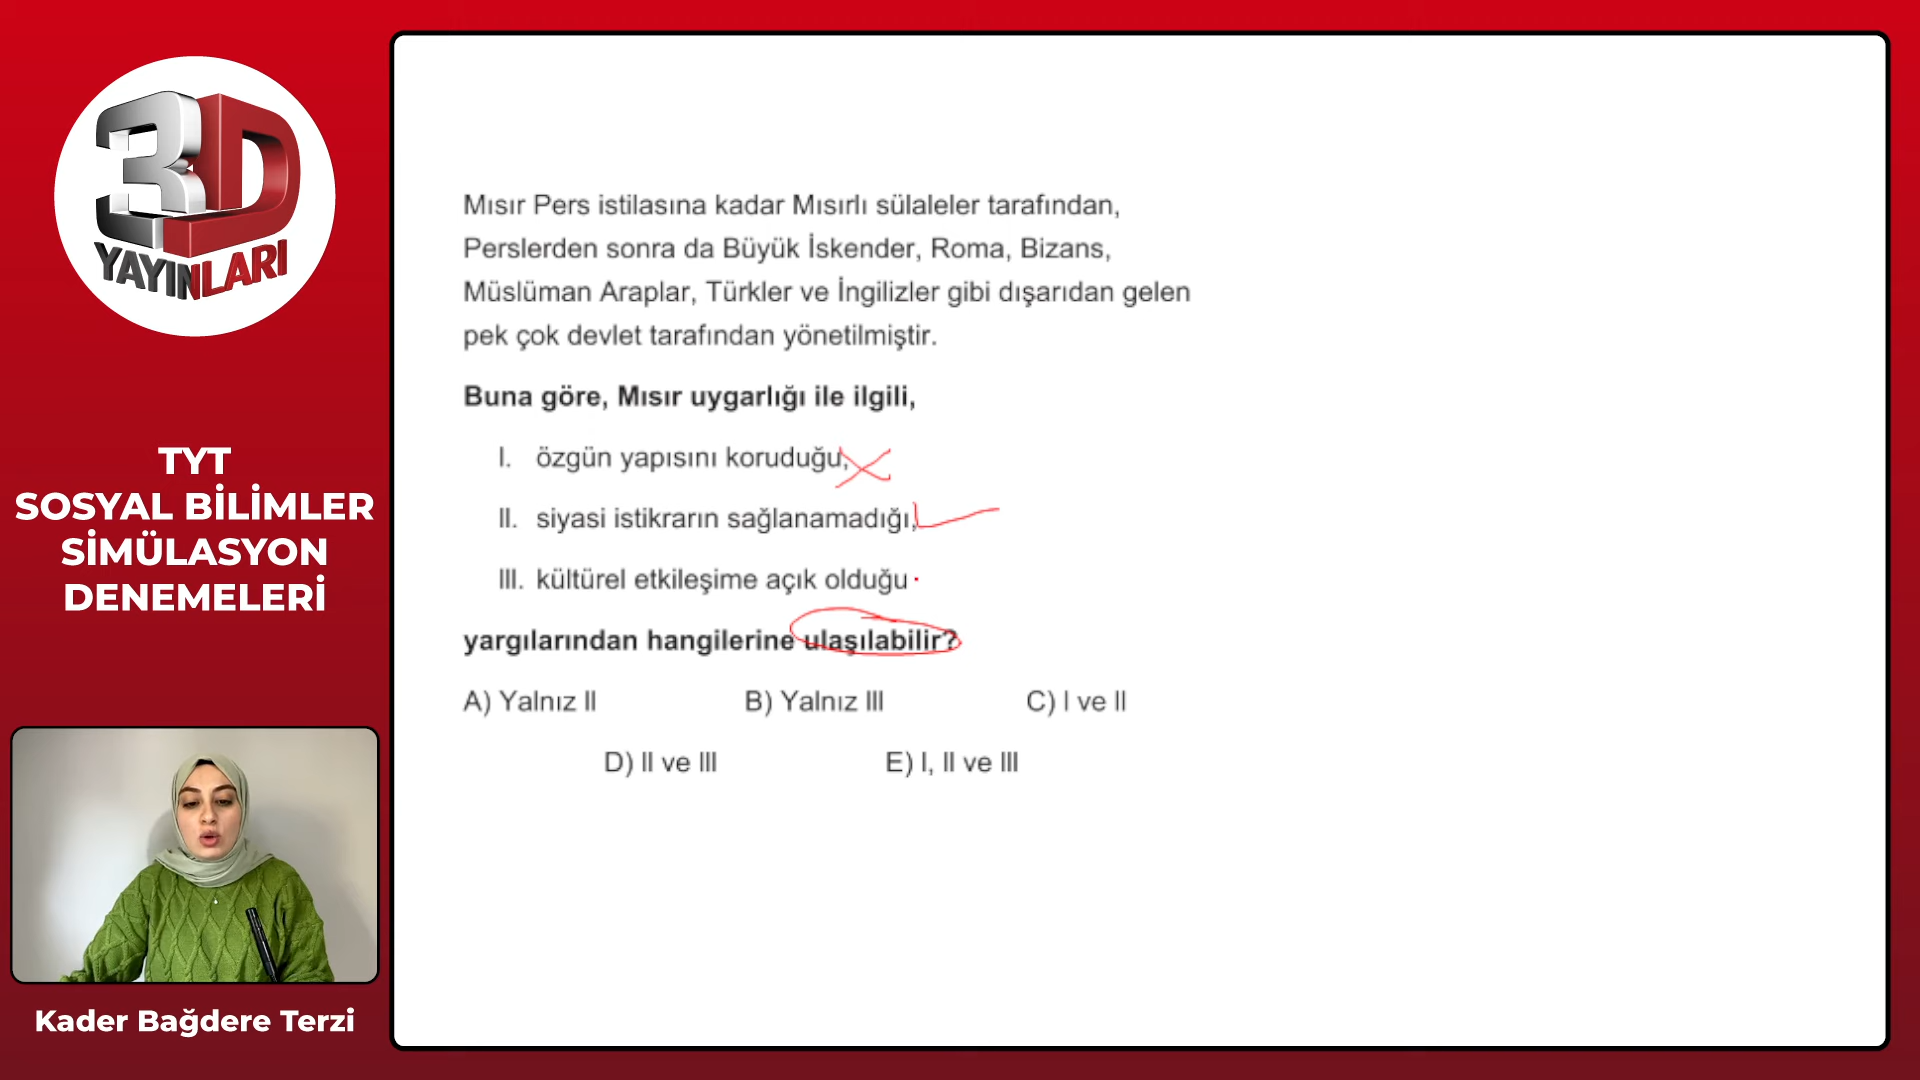 3D
YAYINLARI
TYT
SOSYAL BİLİMLER
SİMÜLASYON
DENEMELERİ
Kader Bağdere Terzi
Mısır Pers istilasına kadar Mısırlı sülaleler tarafından,
Perslerden sonra da Büyük İskender, Roma, Bizans,
Müslüman Araplar, Türkler ve İngilizler gibi dışarıdan gelen
pek çok devlet tarafından yönetilmiştir.
Buna göre, Mısır uygarlığı ile ilgili,
I. özgün yapısını koruduğu,
II. siyasi istikrarın sağlanamadığı,
III. kültürel etkileşime açık olduğu
yargılarından hangilerine ulaşılabilir?
A) Yalnız II B) Yalnız III C) I ve II
D) II ve III E) I, II ve III